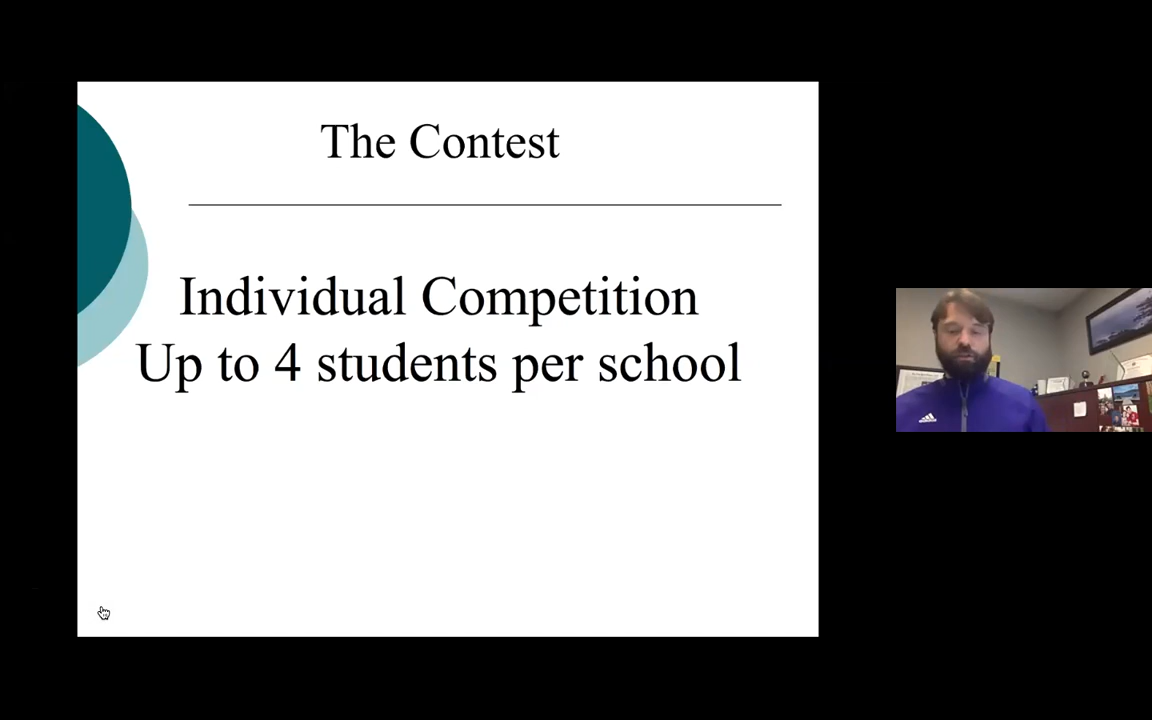 The Contest
Individual Competition
Up to 4 students per school